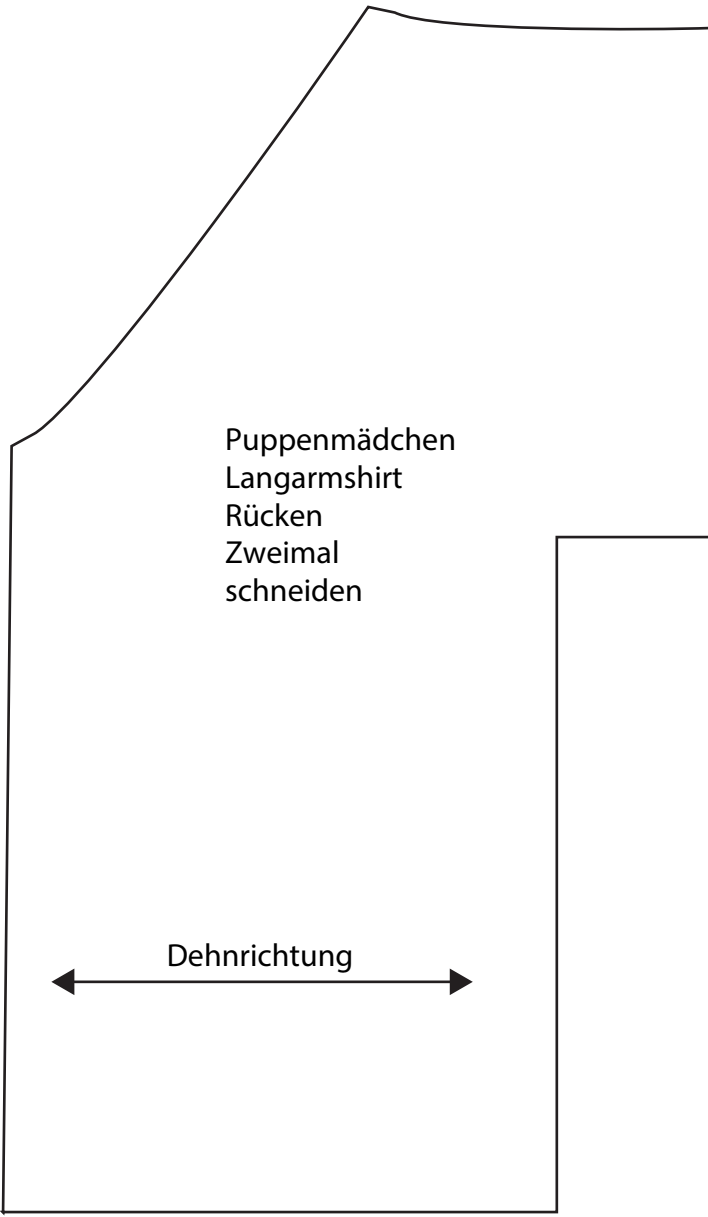 Puppenmädchen
Langarmshirt
Rücken
Zweimal
schneiden
Dehnrichtung